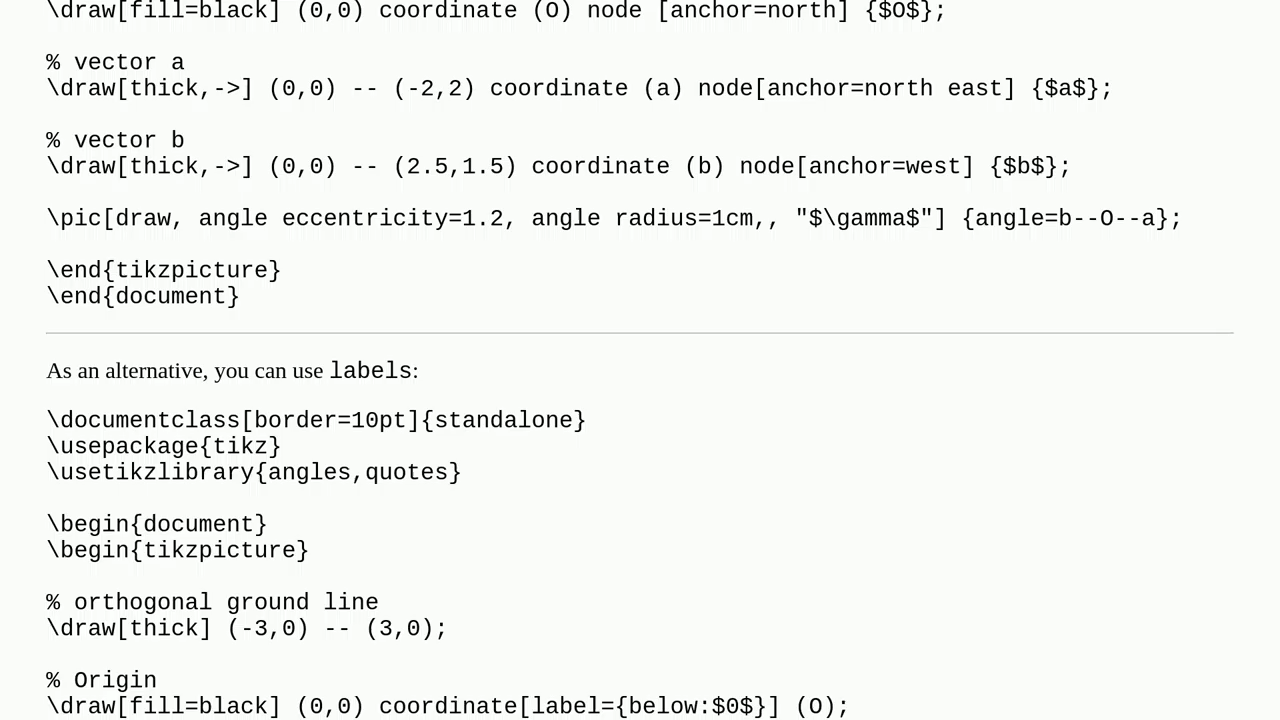 \draw[fill=black] (0,0) coordinate (O) node [anchor=north] {$O$};
% vector a
\draw[thick,->] (0,0) -- (-2,2) coordinate (a) node[anchor=north east] {$a$};
% vector b
\draw[thick,->] (0,0) -- (2.5,1.5) coordinate (b) node[anchor=west] {$b$};
\pic[draw, angle eccentricity=1.2, angle radius=1cm,, "$\gamma$"] {angle=b--O--a};
\end{tikzpicture}
\end{document}
As an alternative, you can use labels:
\documentclass[border=10pt]{standalone}
\usepackage{tikz}
\usetikzlibrary{angles,quotes}
\begin{document}
\begin{tikzpicture}
% orthogonal ground line
\draw[thick] (-3,0) -- (3,0);
% Origin
\draw[fill=black] (0,0) coordinate[label={below:$0$}] (O);